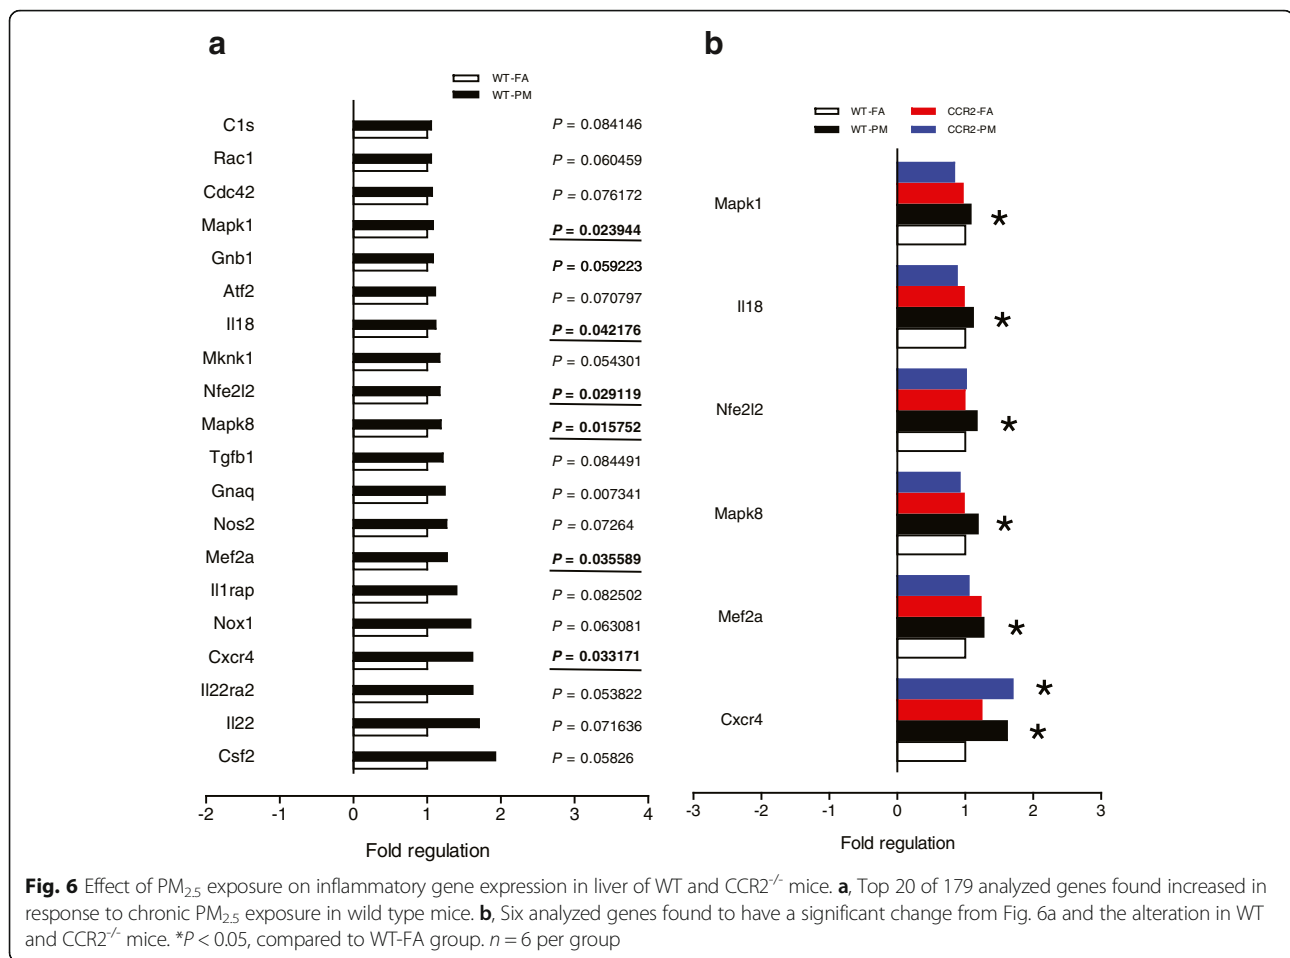 a
WT-FA
WT-PM
C1s P = 0.084146
Rac1 P = 0.060459
Cdc42 P = 0.076172
Mapk1 P = 0.023944
Gnb1 P = 0.059223
Atf2 P = 0.070797
Il18 P = 0.042176
Mknk1 P = 0.054301
Nfe2l2 P = 0.029119
Mapk8 P = 0.015752
Tgfb1 P = 0.084491
Gnaq P = 0.007341
Nos2 P = 0.07264
Mef2a P = 0.035589
Il1rap P = 0.082502
Nox1 P = 0.063081
Cxcr4 P = 0.033171
Il22ra2 P = 0.053822
Il22 P = 0.071636
Csf2 P = 0.05826
-2 -1 0 1 2 3 4
Fold regulation
b
WT-FA CCR2-FA
WT-PM CCR2-PM
Mapk1 *
Il18 *
Nfe2l2 *
Mapk8 *
Mef2a *
*
Cxcr4 *
-3 -2 -1 0 1 2 3
Fold regulation
Fig. 6 Effect of PM2.5 exposure on inflammatory gene expression in liver of WT and CCR2-/- mice. a, Top 20 of 179 analyzed genes found increased in
response to chronic PM2.5 exposure in wild type mice. b, Six analyzed genes found to have a significant change from Fig. 6a and the alteration in WT
and CCR2-/- mice. *P < 0.05, compared to WT-FA group. n = 6 per group